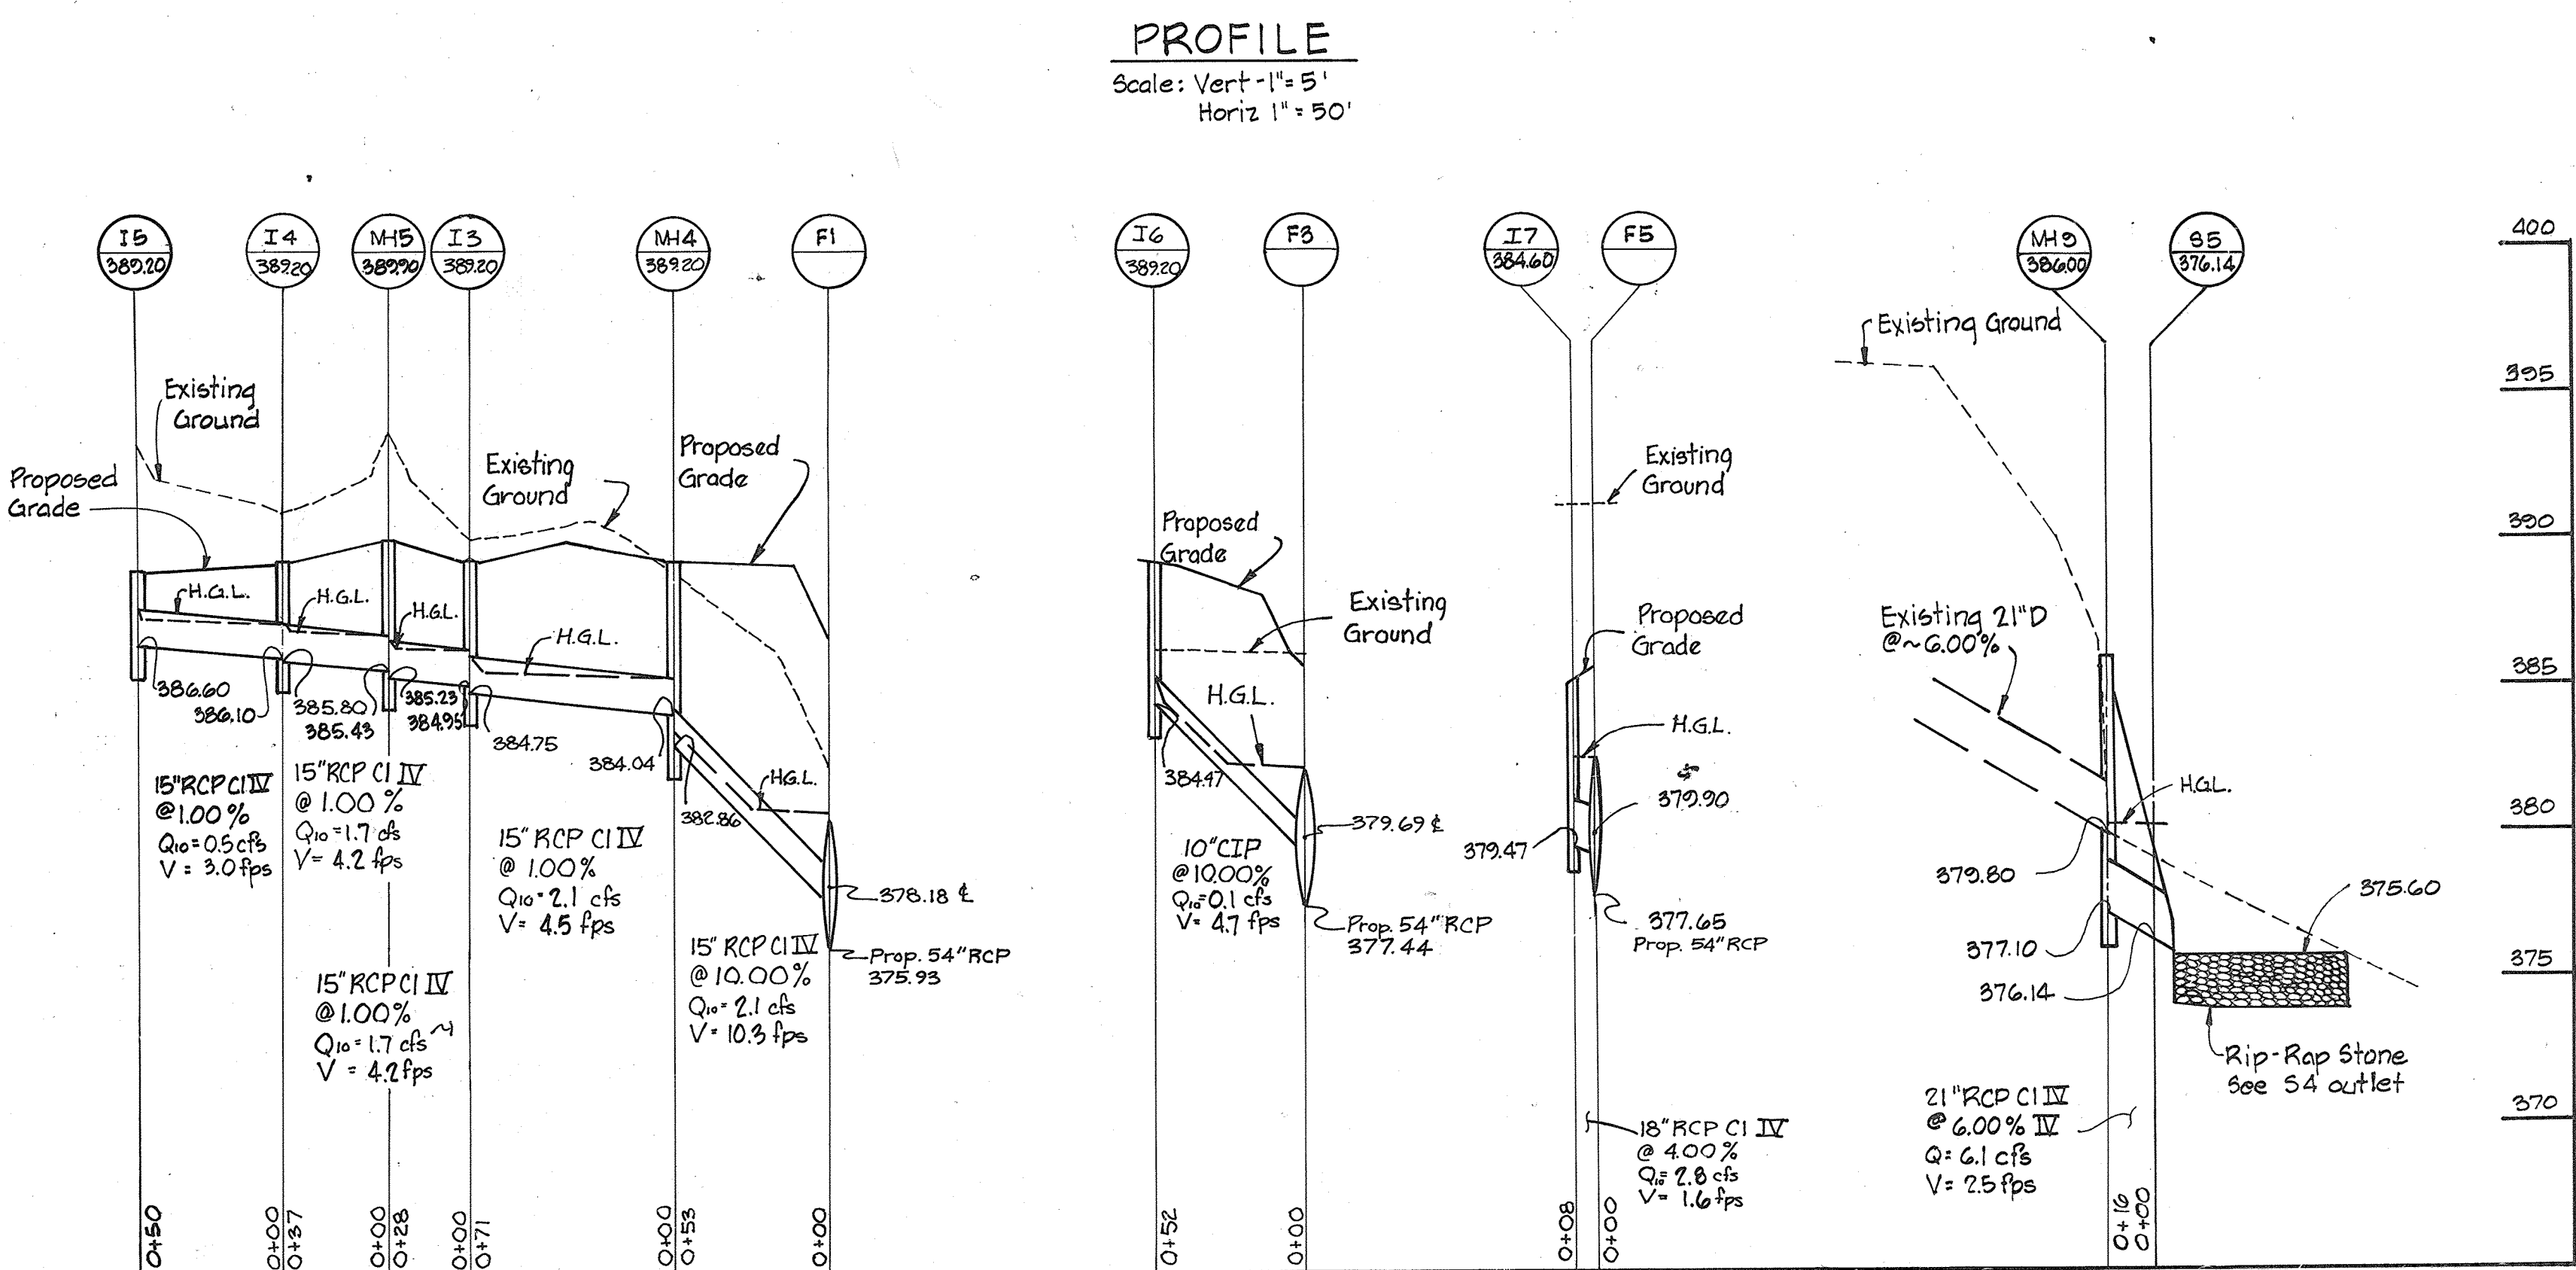 PROFILE
Scale: Vert-1"= 5'
Horiz 1" = 50'
I5
389.20
I4
389.20
MH5
389.90
I3
389.20
MH4
389.20
F1
I6
389.20
F3
I7
384.60
F5
MH9
386.00
S5
376.14
400
395
390
385
380
375
370
Existing
Ground
Proposed
Grade
H.G.L.
H.G.L.
H.G.L.
Existing
Ground
H.G.L.
Proposed
Grade
386.60
386.10
385.80
385.43
385.23
384.95
384.75
384.04
382.86
H.G.L.
378.18 ℄
Prop. 54"RCP
375.93
15"RCP Cl IV
@1.00%
Q10=0.5cfs
V= 3.0fps
15"RCP Cl IV
@ 1.00%
Q10=1.7 cfs
V= 4.2 fps
15"RCP Cl IV
@1.00%
Q10=1.7 cfs
V = 4.2fps
15" RCP Cl IV
@ 1.00%
Q10=2.1 cfs
V= 4.5 fps
15" RCP Cl IV
@ 10.00%
Q10= 2.1 cfs
V= 10.3 fps
0+50
0+00
0+37
0+00
0+28
0+00
0+71
0+00
0+53
0+00
Proposed
Grade
Existing
Ground
H.G.L.
384.47
10"CIP
@10.00%
Q10=0.1 cfs
V= 4.7 fps
379.69 ℄
Prop. 54"RCP
377.44
0+52
0+00
Existing
Ground
Proposed
Grade
H.G.L.
379.90
379.47
377.65
Prop. 54"RCP
18"RCP Cl IV
@ 4.00%
Q10= 2.8 cfs
V= 1.6 fps
0+08
0+00
Existing Ground
Existing 21"D
@~6.00%
H.G.L.
379.80
377.10
376.14
375.60
Rip-Rap Stone
See S4 outlet
21"RCP Cl IV
@ 6.00% IV
Q= 6.1 cfs
V= 2.5 fps
0+16
0+00